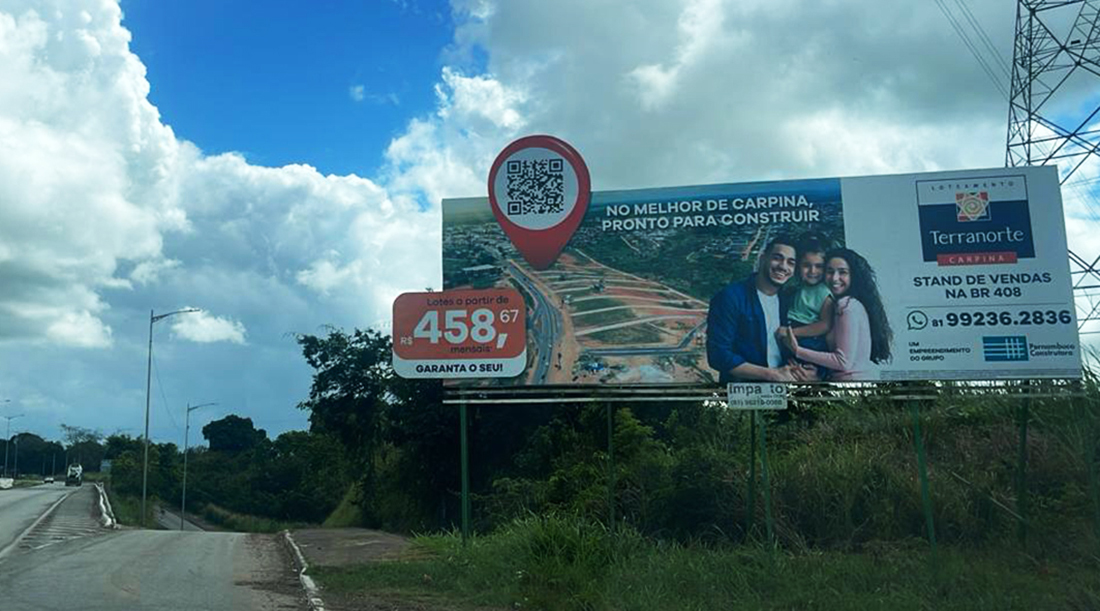 NO MELHOR DE CARPINA,
PRONTO PARA CONSTRUIR
Lotes a partir de
R$ 458,67
mensais
GARANTA O SEU!
LOTEAMENTO
Terranorte
CARPINA
STAND DE VENDAS
NA BR 408
81 99236.2836
UM
EMPREENDIMENTO
DO GRUPO
Pernambuco
Construtora
impacto